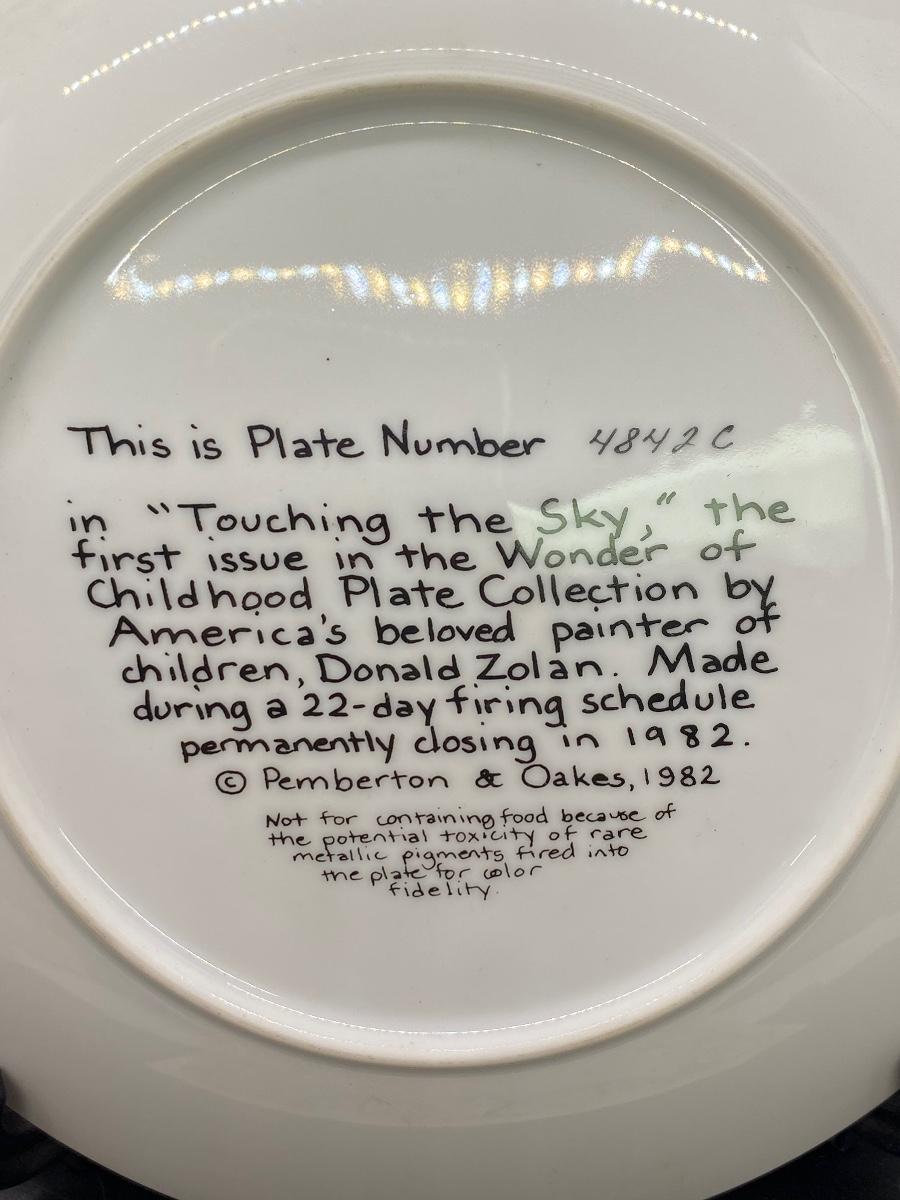 This is Plate Number 4842 C
in "Touching the Sky," the
first issue in the Wonder of
Childhood Plate Collection by
America's beloved painter of
children, Donald Zolan. Made
during a 22-day firing schedule
permanently closing in 1982.
© Pemberton & Oakes, 1982
Not for containing food because of
the potential toxicity of rare
metallic pigments fired into
the plate for color
fidelity.